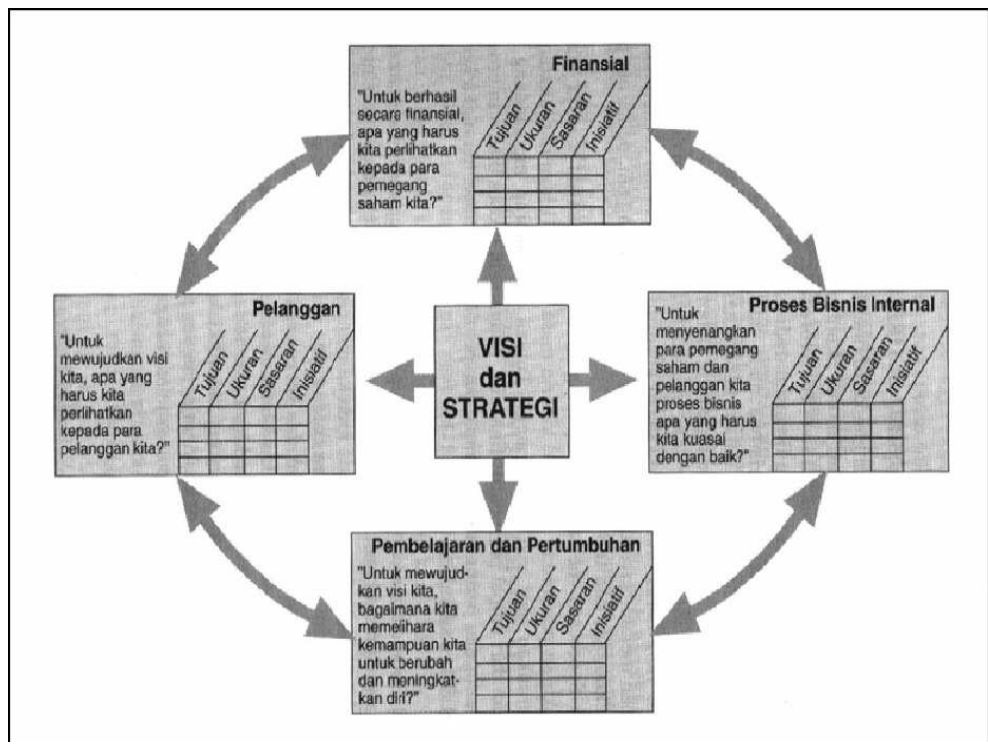 Finansial
"Untuk berhasil
secara finansial,
apa yang harus
kita perlihatkan
kepada para
pemegang
saham kita?"
Tujuan
Ukuran
Sasaran
Inisiatif
Pelanggan
"Untuk
mewujudkan visi
kita, apa yang
harus kita
perlihatkan
kepada para
pelanggan kita?"
Tujuan
Ukuran
Sasaran
Inisiatif
VISI
dan
STRATEGI
Proses Bisnis Internal
"Untuk
menyenangkan
para pemegang
saham dan
pelanggan kita
proses bisnis
apa yang harus
kita kuasai
dengan baik?"
Tujuan
Ukuran
Sasaran
Inisiatif
Pembelajaran dan Pertumbuhan
"Untuk mewujud-
kan visi kita,
bagaimana kita
memelihara
kemampuan kita
untuk berubah
dan meningkat-
kan diri?"
Tujuan
Ukuran
Sasaran
Inisiatif